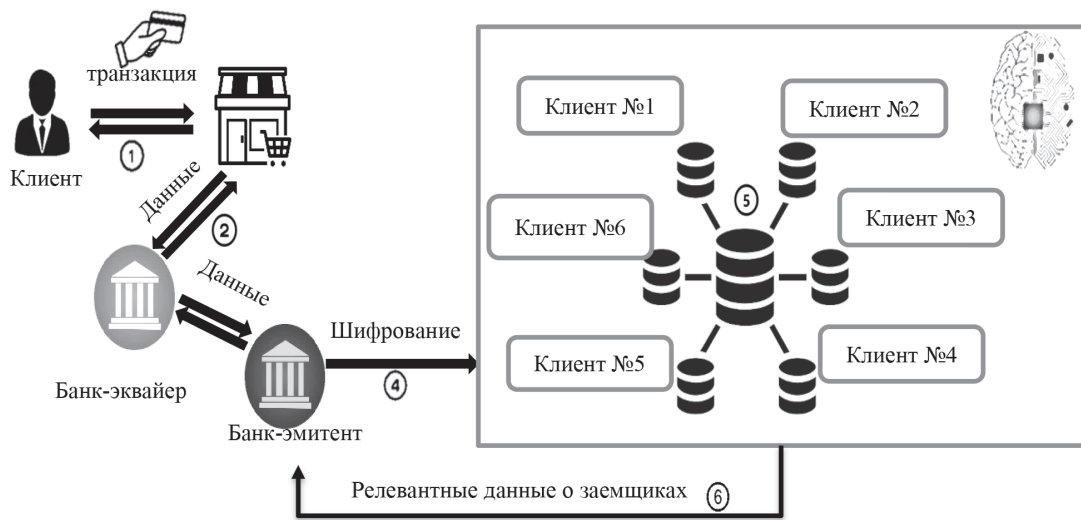 транзакция
Клиент
1
Данные
2
Данные
Банк-эквайер
Банк-эмитент
Шифрование
4
Клиент №1
Клиент №2
5
Клиент №6
Клиент №3
Клиент №5
Клиент №4
Релевантные данные о заемщиках 6